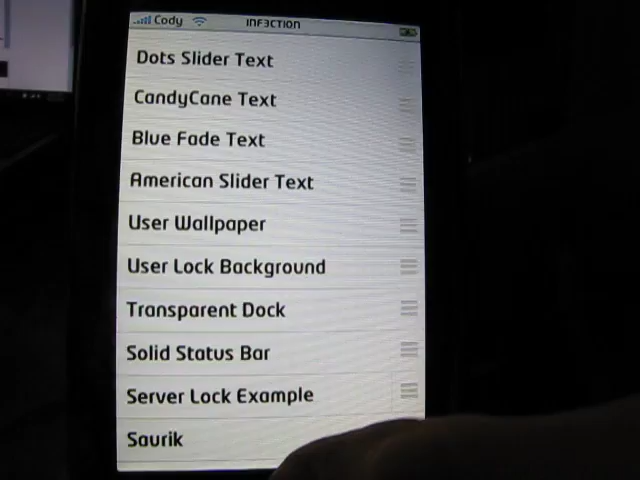 Cody INF3CTION
Dots Slider Text
CandyCane Text
Blue Fade Text
American Slider Text
User Wallpaper
User Lock Background
Transparent Dock
Solid Status Bar
Server Lock Example
Saurik